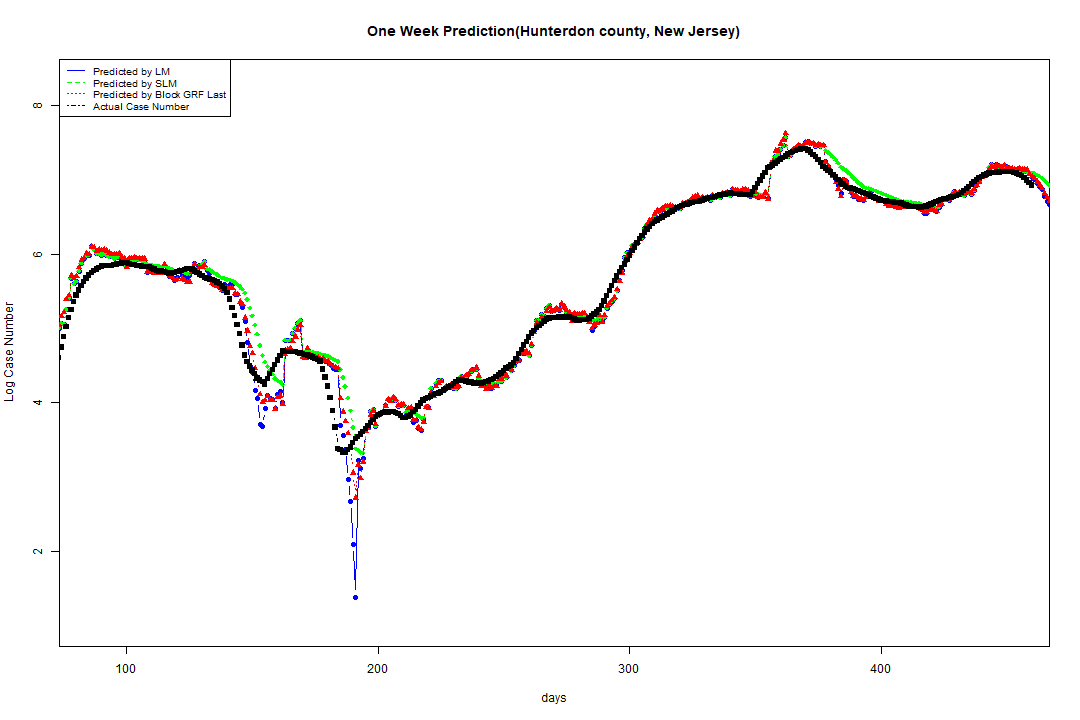 One Week Prediction(Hunterdon county, New Jersey)
Predicted by LM
Predicted by SLM
Predicted by Block GRF Last
Actual Case Number
8
6
4
2
Log Case Number
100 200 300 400
days